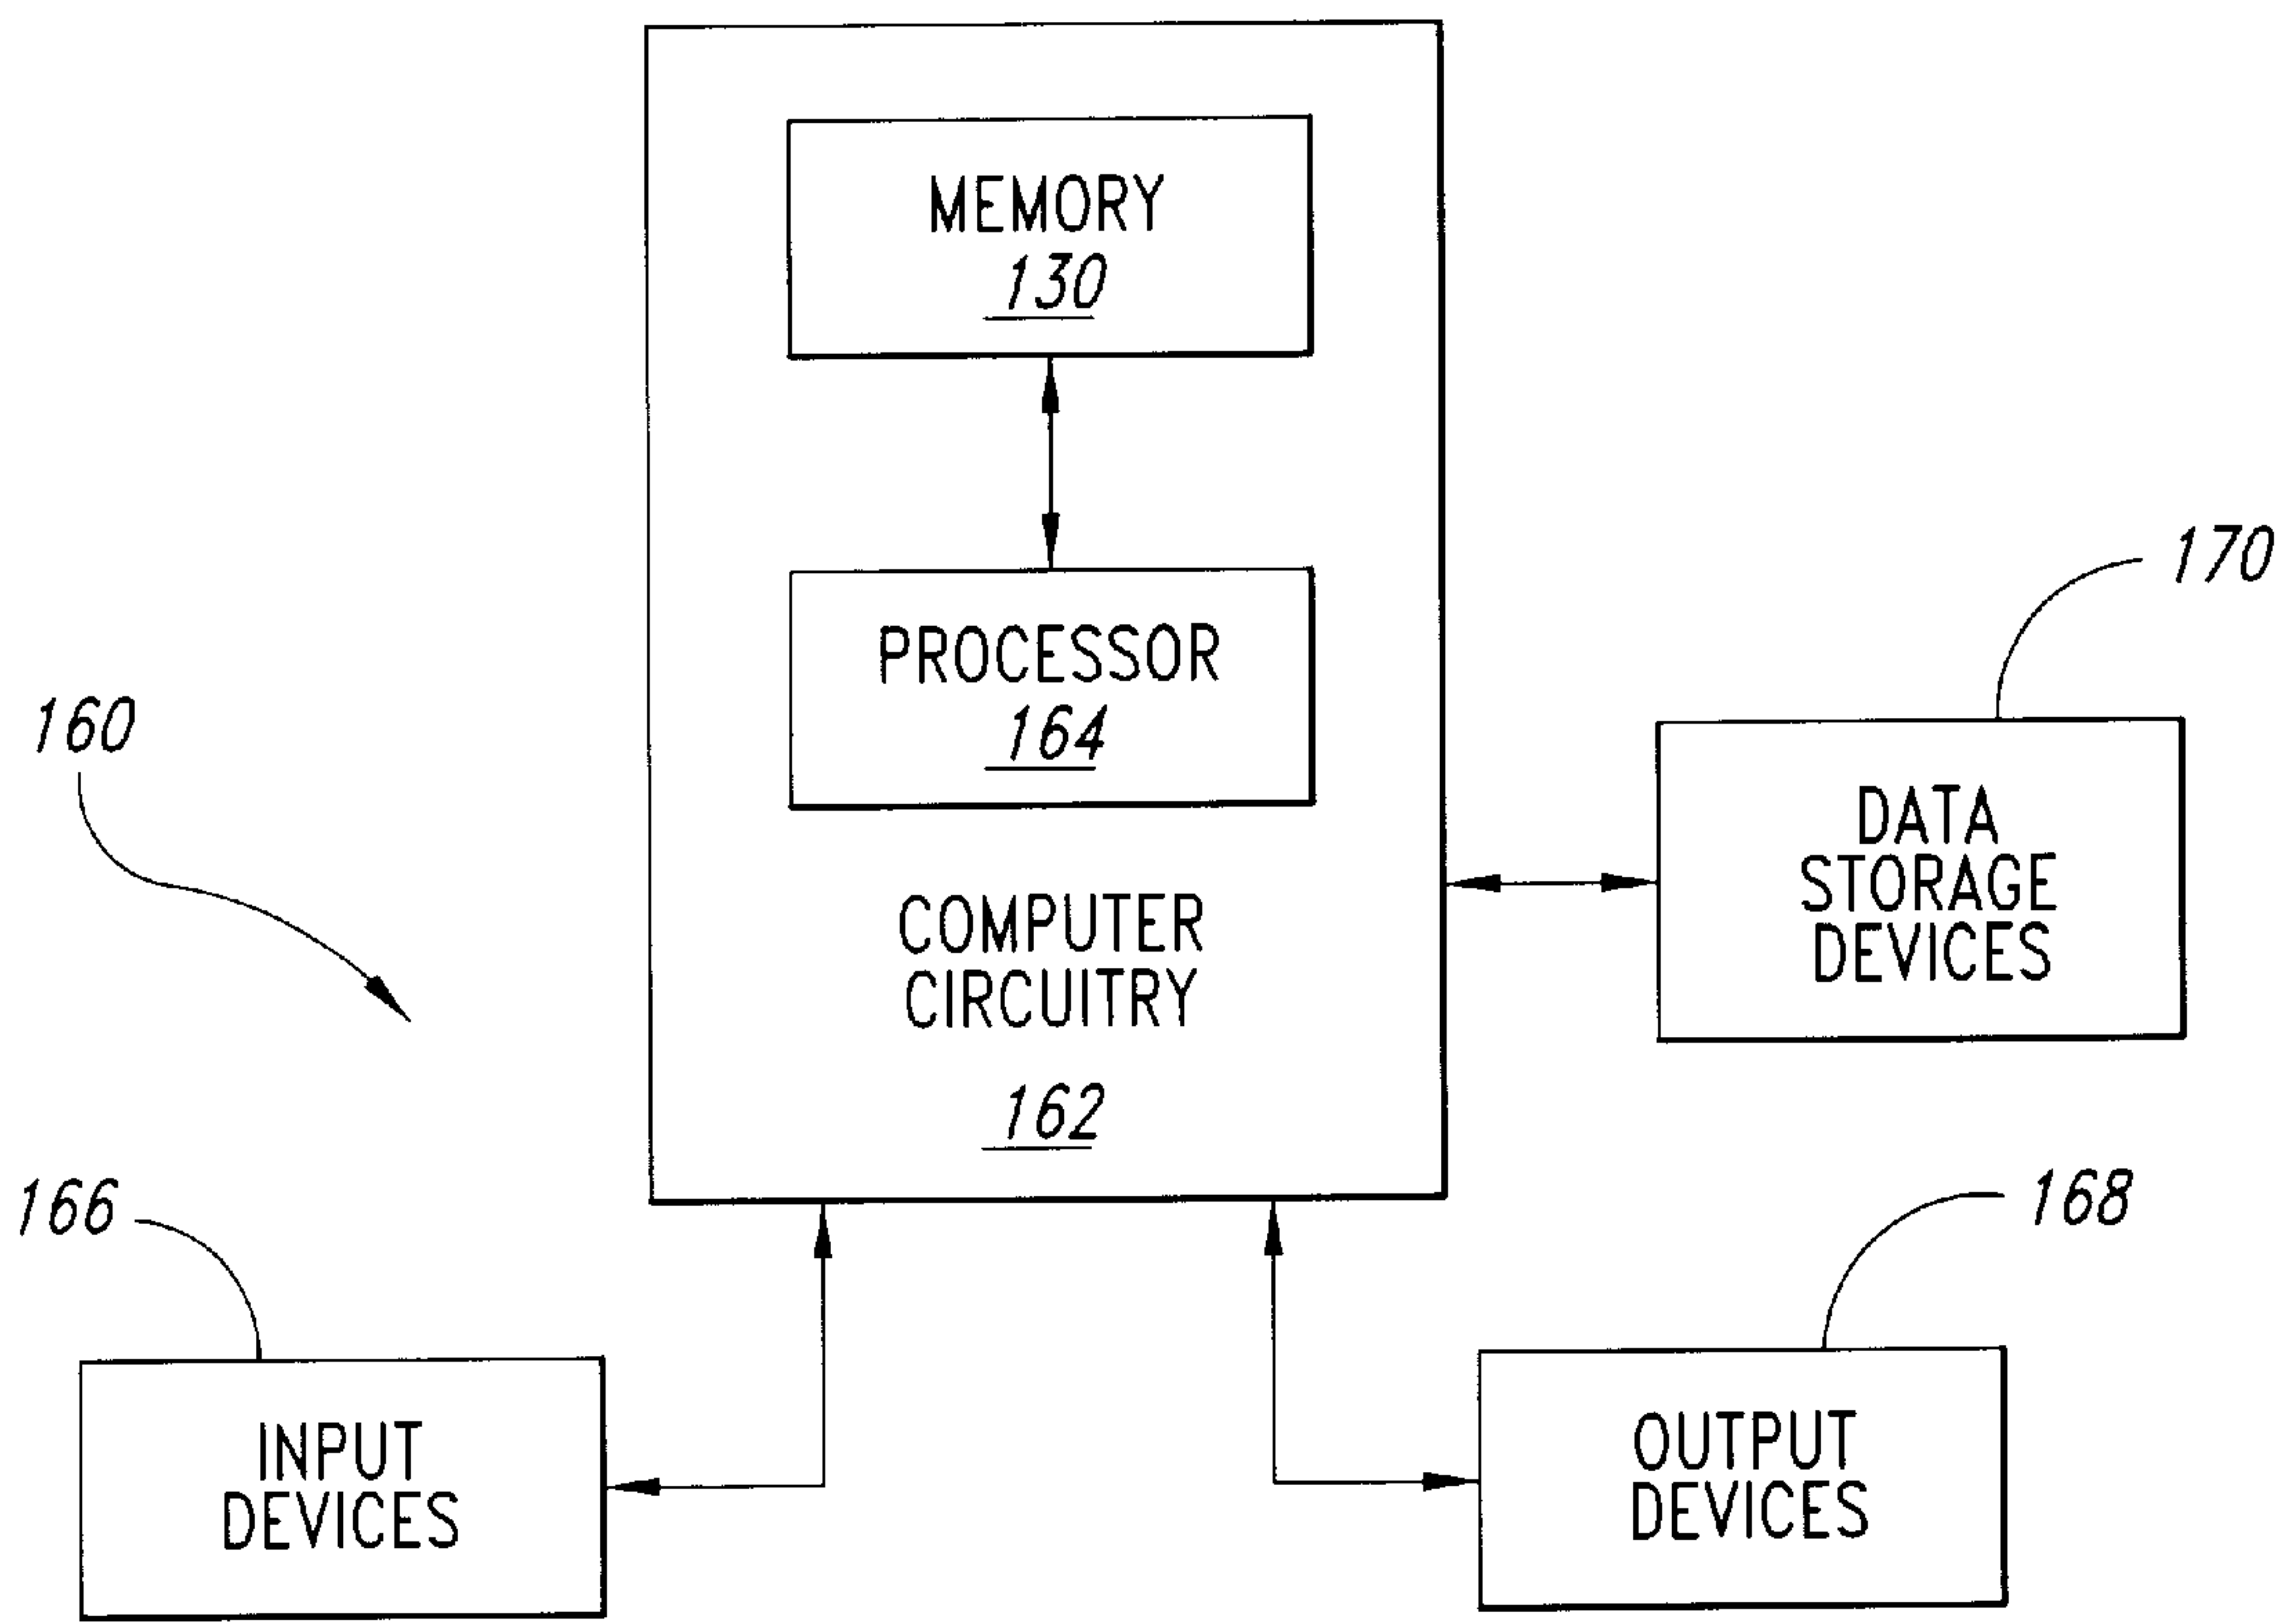 MEMORY
130
PROCESSOR
164
COMPUTER
CIRCUITRY
162
160
170
DATA
STORAGE
DEVICES
166
INPUT
DEVICES
168
OUTPUT
DEVICES